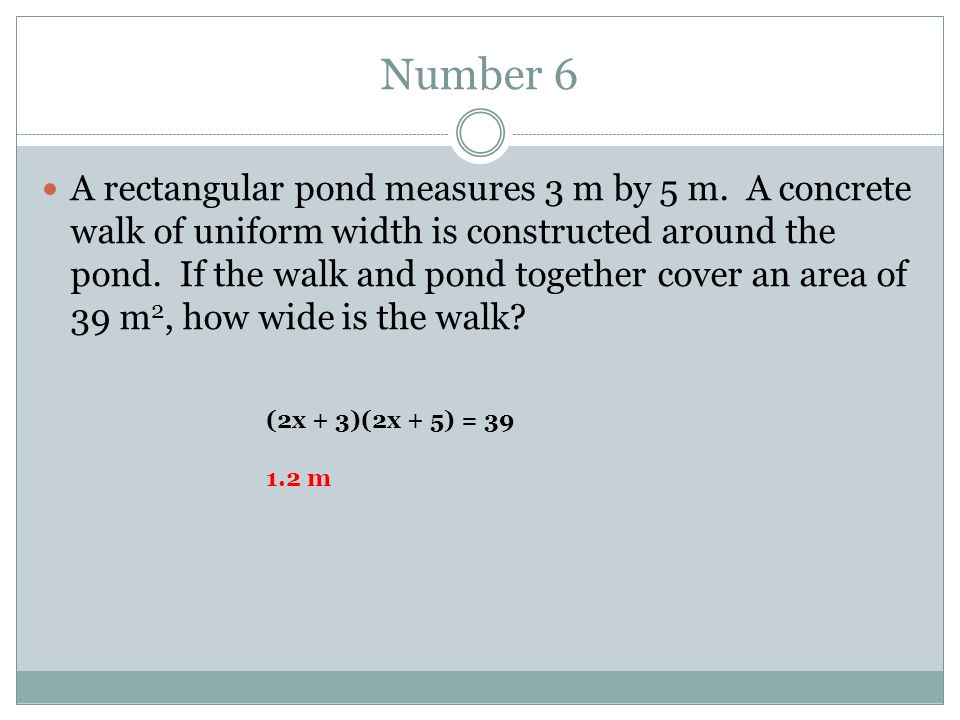 Number 6
• A rectangular pond measures 3 m by 5 m. A concrete
walk of uniform width is constructed around the
pond. If the walk and pond together cover an area of
39 m², how wide is the walk?
(2x + 3)(2x + 5) = 39
1.2 m